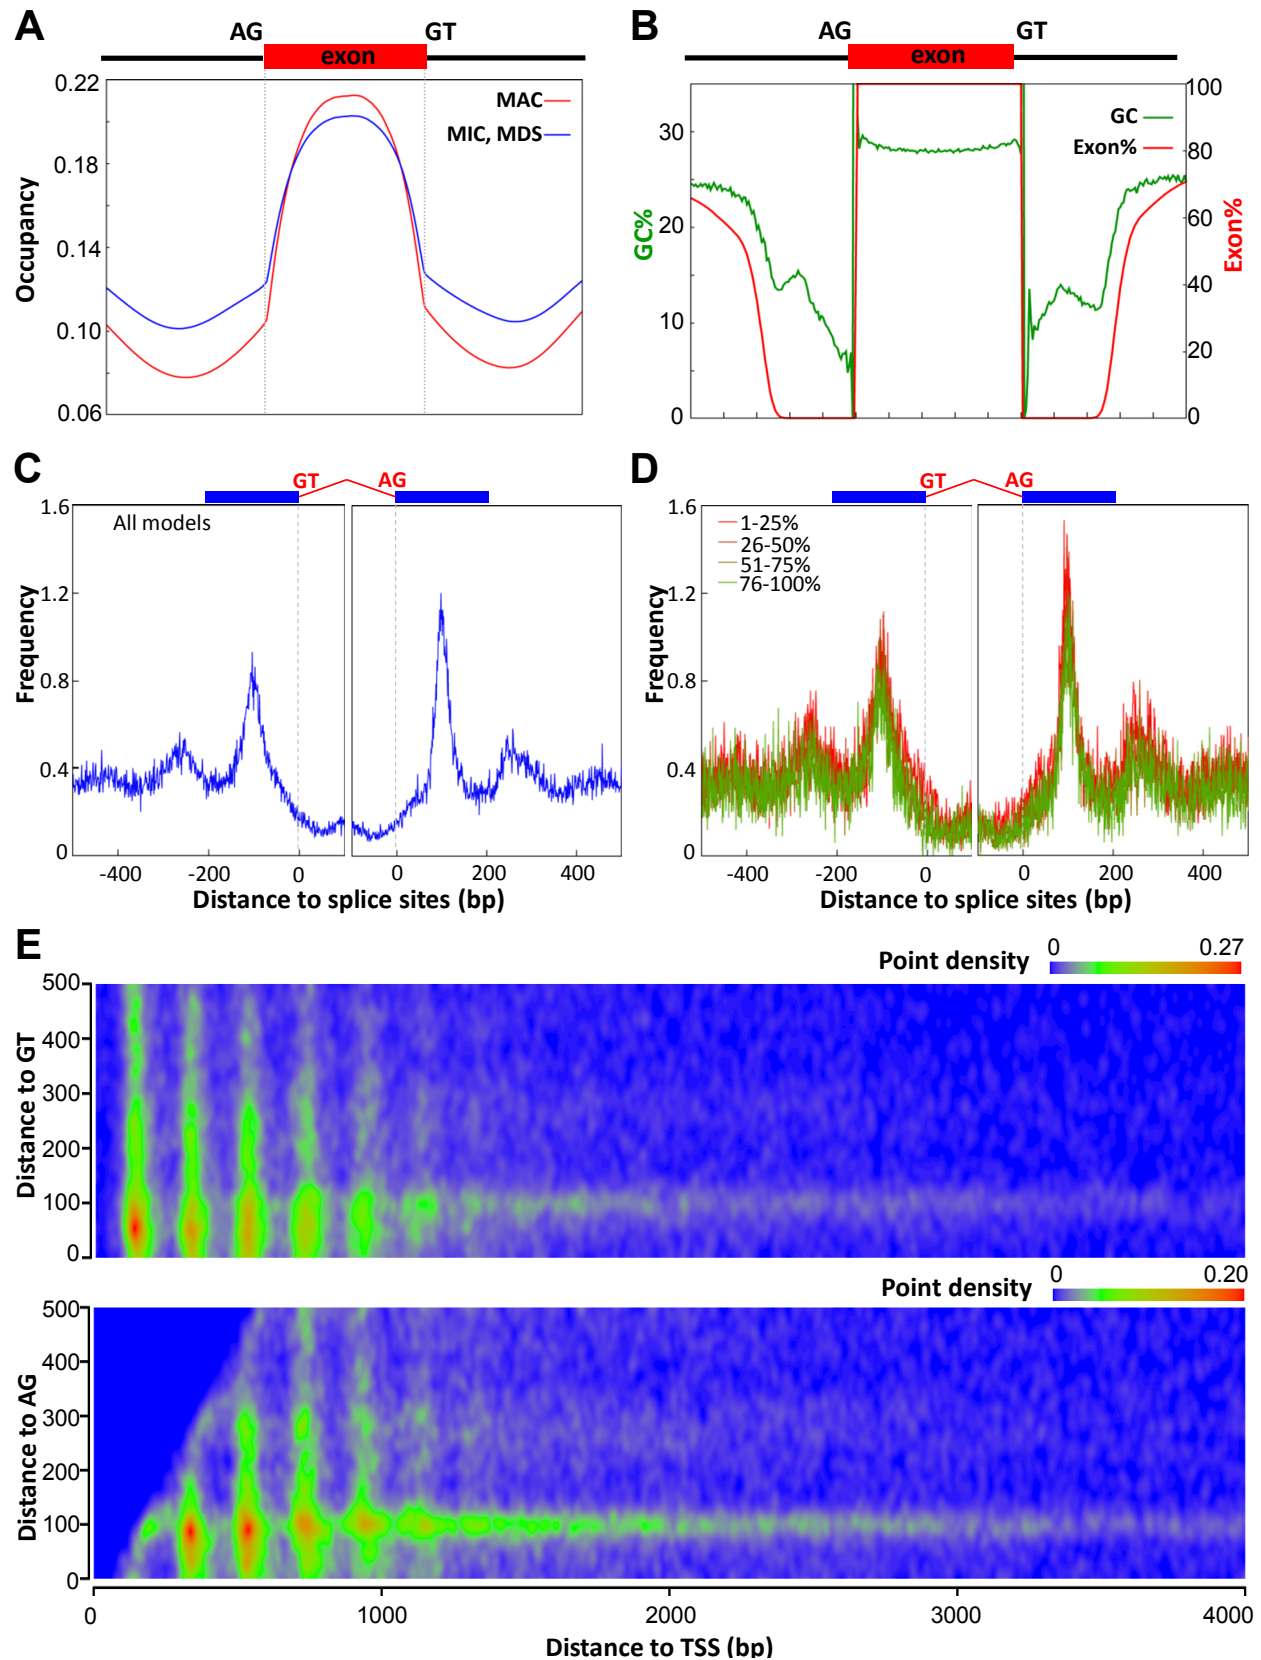 A
AG
GT
exon
0.22
0.18
0.14
0.10
0.06
Occupancy
MAC
MIC, MDS
B
AG
GT
exon
30
20
10
0
GC%
100
80
60
40
20
0
Exon%
GC
Exon%
C
GT
AG
All models
1.6
1.2
0.8
0.4
0
Frequency
-400
-200
0
0
200
400
Distance to splice sites (bp)
D
GT
AG
1-25%
26-50%
51-75%
76-100%
1.6
1.2
0.8
0.4
0
Frequency
-400
-200
0
0
200
400
Distance to splice sites (bp)
E
Point density
0
0.27
500
400
300
200
100
0
Distance to GT
Point density
0
0.20
500
400
300
200
100
0
Distance to AG
0
1000
2000
3000
4000
Distance to TSS (bp)